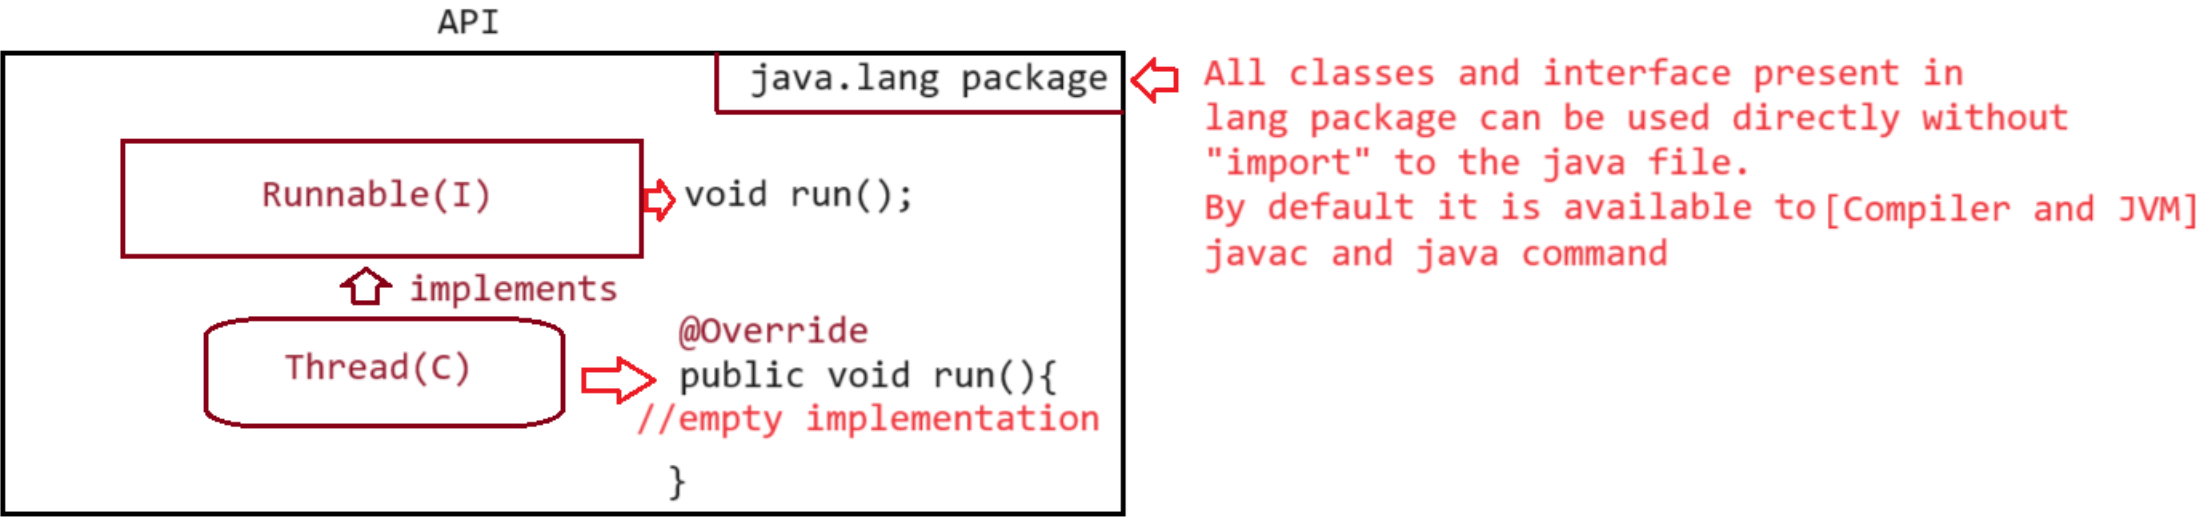 API
java.lang package
Runnable(I)
void run();
implements
Thread(C)
@Override
public void run(){
//empty implementation
}
All classes and interface present in
lang package can be used directly without
"import" to the java file.
By default it is available to [Compiler and JVM]
javac and java command